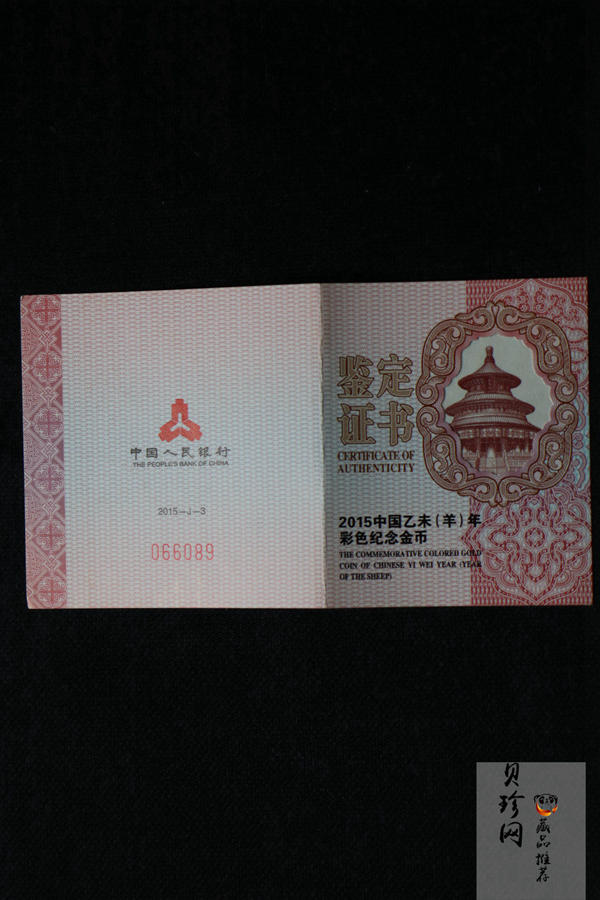 中国人民银行
THE PEOPLE'S BANK OF CHINA
2015-J-3
066089
鉴定
证书
CERTIFICATE OF
AUTHENTICITY
2015中国乙未(羊)年
彩色纪念金币
THE COMMEMORATIVE COLORED GOLD
COIN OF CHINESE YI WEI YEAR (YEAR
OF THE SHEEP)
贝珍网
藏品推荐